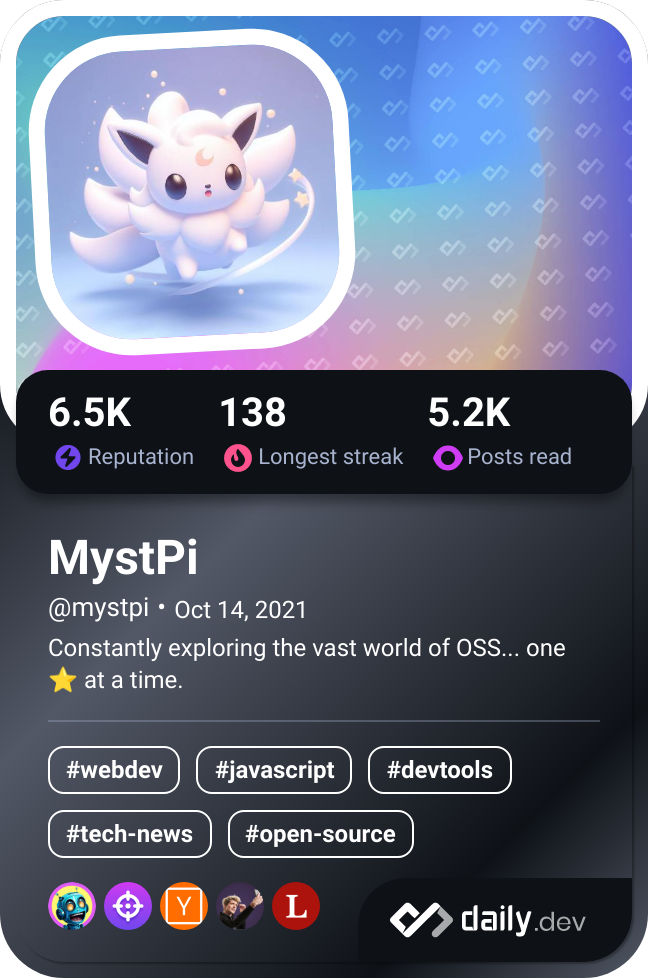 6.5K 138 5.2K
Reputation Longest streak Posts read
MystPi
@mystpi • Oct 14, 2021
Constantly exploring the vast world of OSS... one
⭐ at a time.
#webdev #javascript #devtools
#tech-news #open-source
Y L
daily.dev